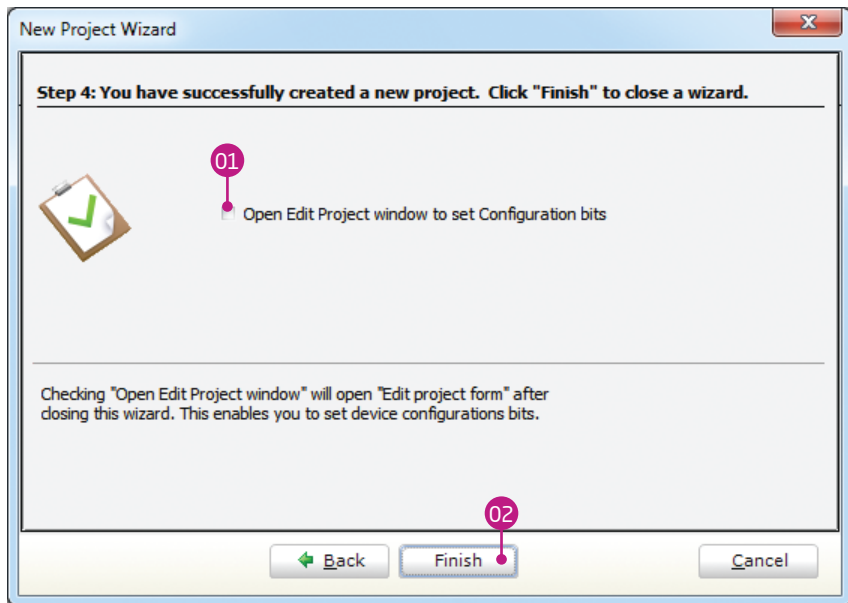 New Project Wizard
Step 4: You have successfully created a new project. Click "Finish" to close a wizard.
01
Open Edit Project window to set Configuration bits
Checking "Open Edit Project window" will open "Edit project form" after
closing this wizard. This enables you to set device configurations bits.
02
Back
Finish
Cancel